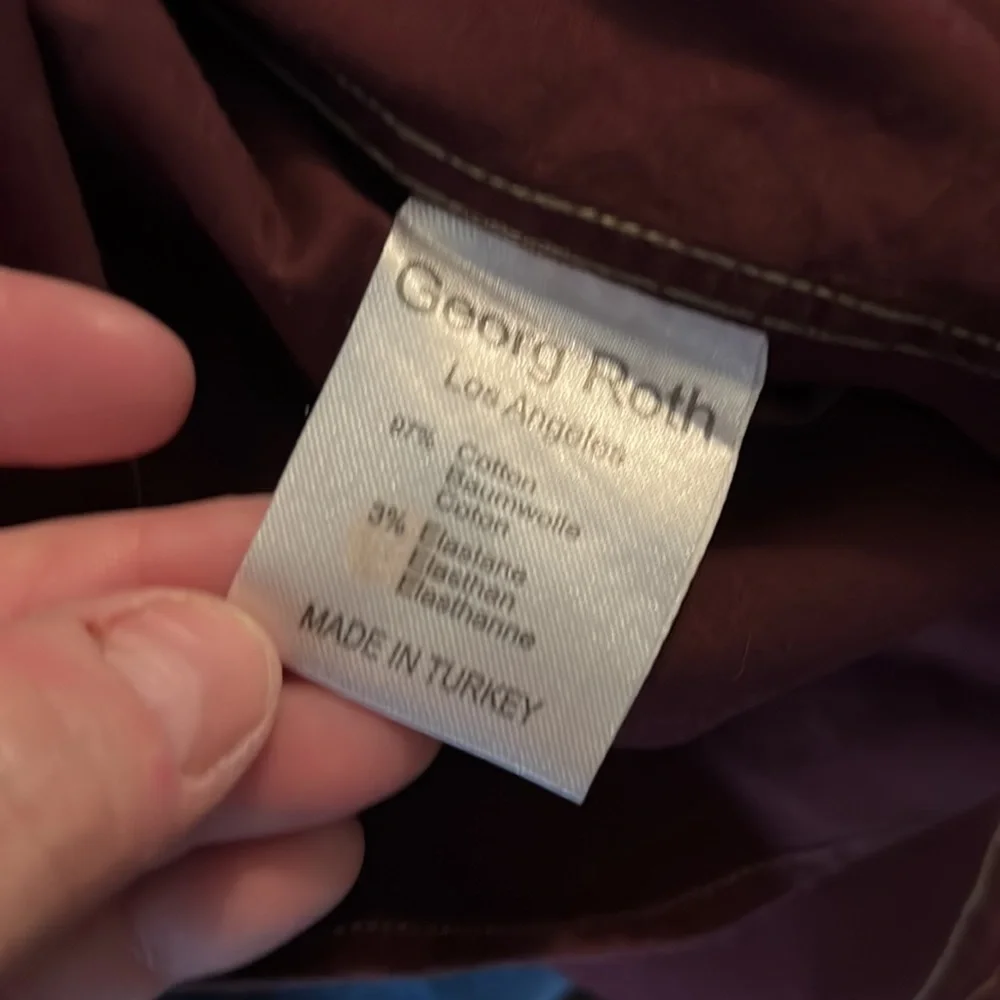 Georg Roth
Los Angeles
97% Cotton
Baumwolle
Coton
3% Elastane
Elasthan
Elasthanne
MADE IN TURKEY